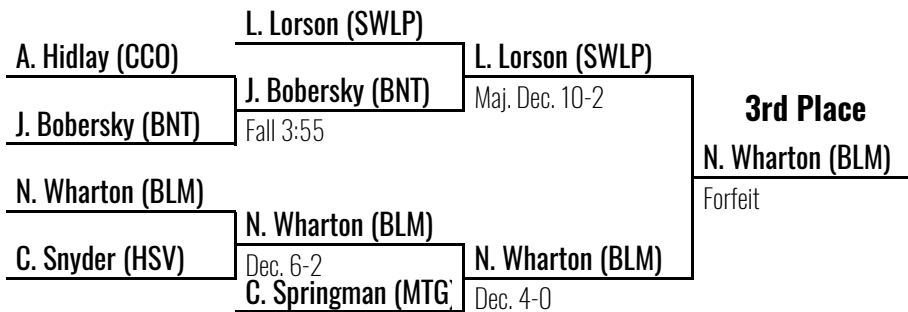 L. Lorson (SWLP)
A. Hidlay (CCO)
L. Lorson (SWLP)
J. Bobersky (BNT)
Maj. Dec. 10-2
3rd Place
J. Bobersky (BNT)
Fall 3:55
N. Wharton (BLM)
Forfeit
N. Wharton (BLM)
N. Wharton (BLM)
C. Snyder (HSV)
Dec. 6-2
N. Wharton (BLM)
C. Springman (MTG)
Dec. 4-0